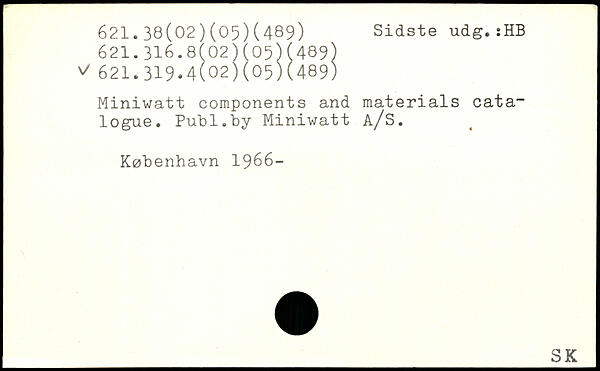 621.38(02)(05)(489) Sidste udg.:HB
621.316.8(02)(05)(489)
✓ 621.319.4(02)(05)(489)
Miniwatt components and materials cata-
logue. Publ.by Miniwatt A/S.
København 1966-
SK